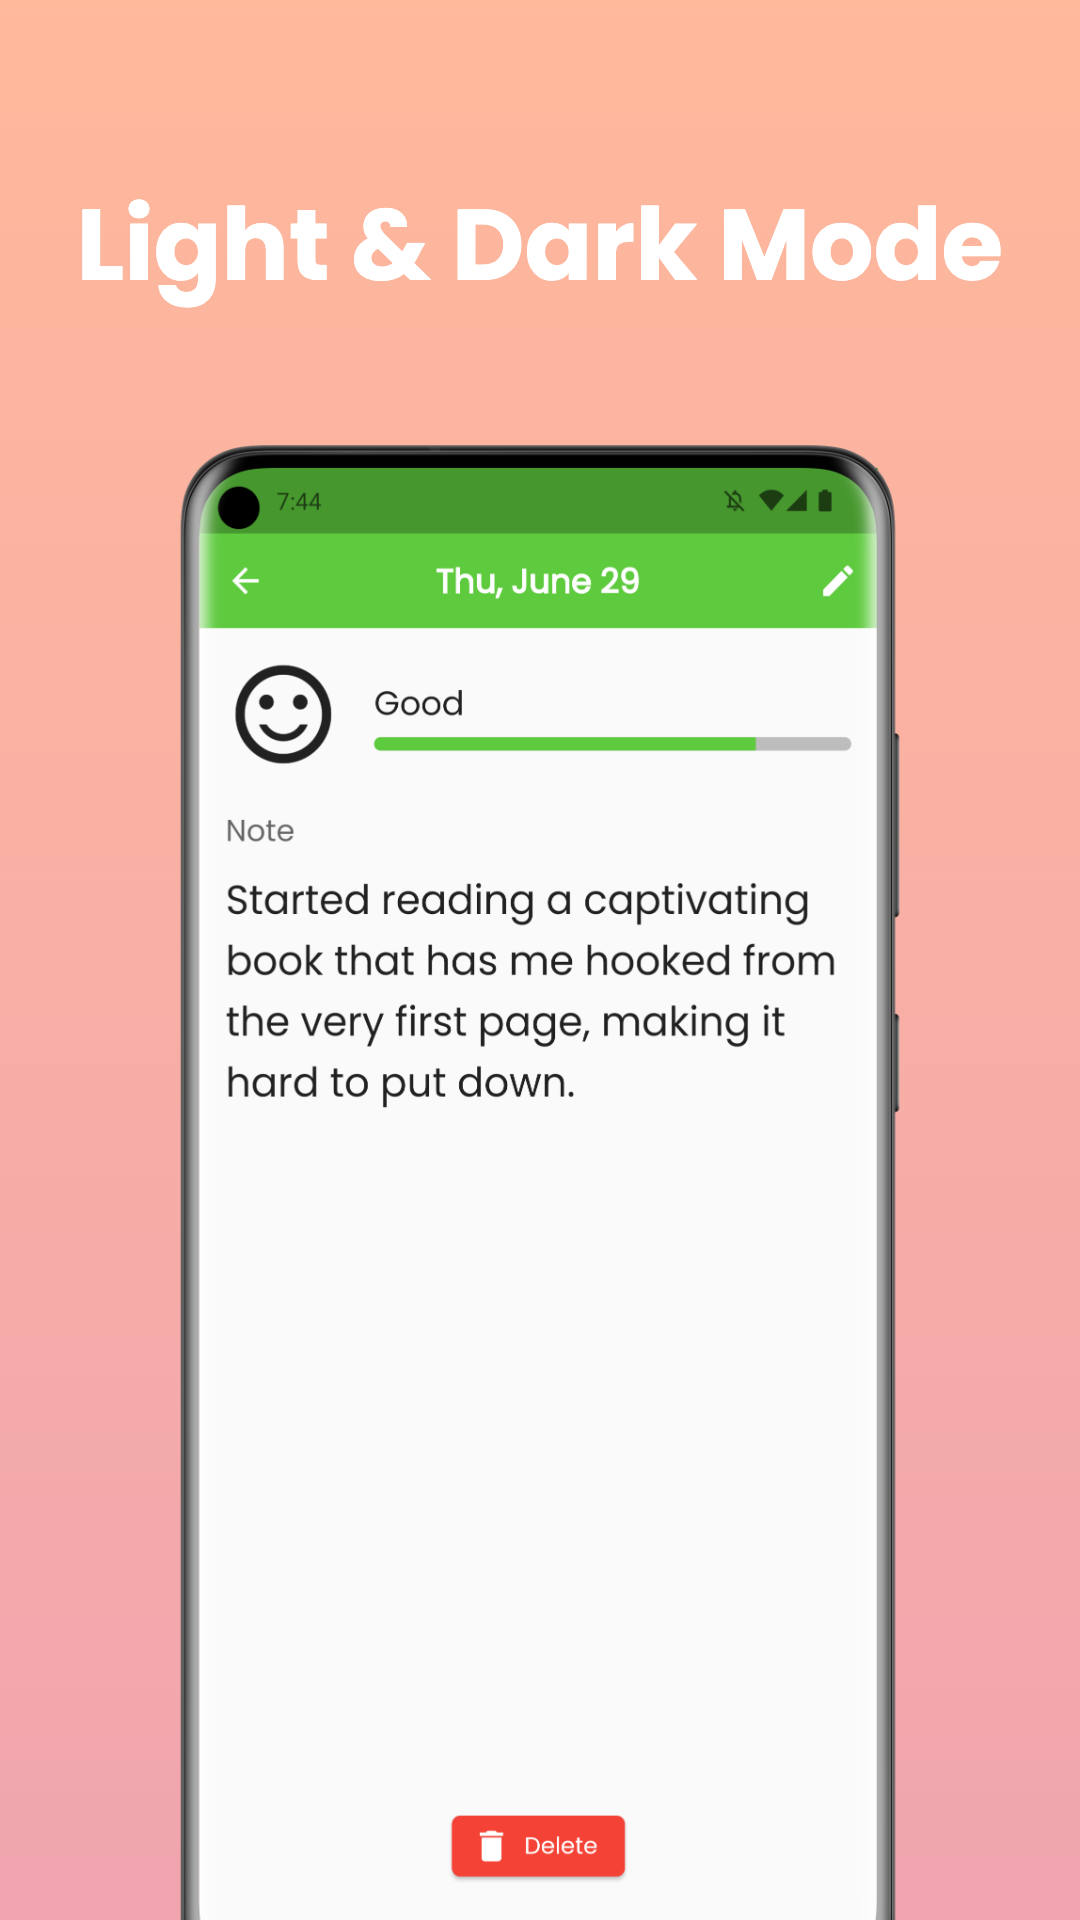 Light & Dark Mode
7:44
Thu, June 29
Good
Note
Started reading a captivating
book that has me hooked from
the very first page, making it
hard to put down.
Delete